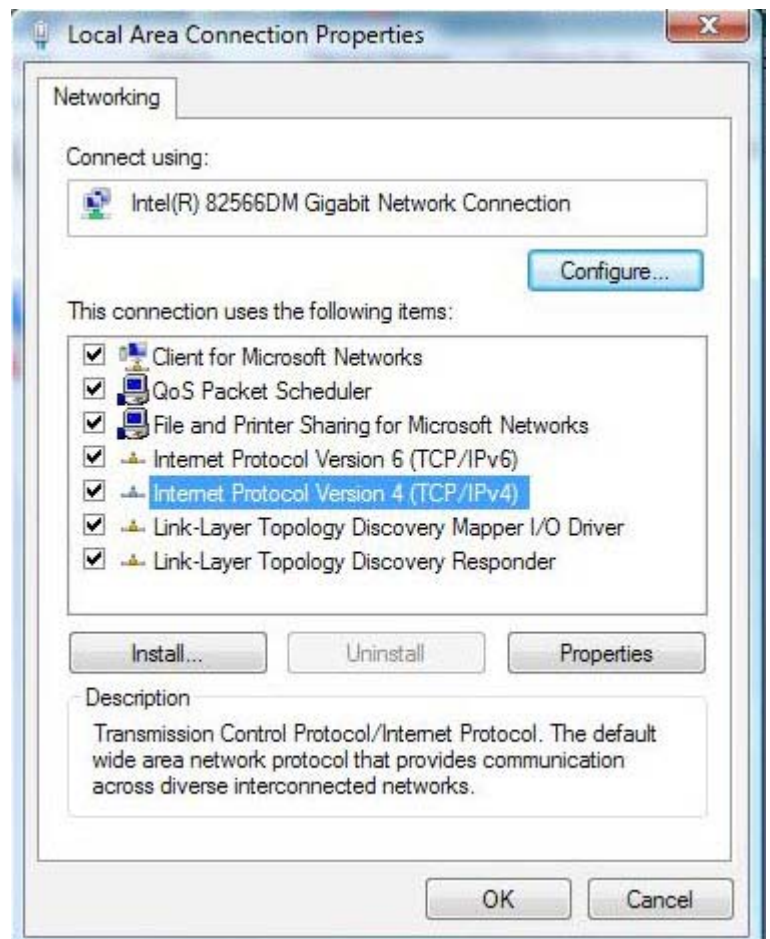 Local Area Connection Properties
Networking
Connect using:
Intel(R) 82566DM Gigabit Network Connection
Configure...
This connection uses the following items:
Client for Microsoft Networks
QoS Packet Scheduler
File and Printer Sharing for Microsoft Networks
Internet Protocol Version 6 (TCP/IPv6)
Internet Protocol Version 4 (TCP/IPv4)
Link-Layer Topology Discovery Mapper I/O Driver
Link-Layer Topology Discovery Responder
Install... Uninstall Properties
Description
Transmission Control Protocol/Internet Protocol. The default
wide area network protocol that provides communication
across diverse interconnected networks.
OK Cancel